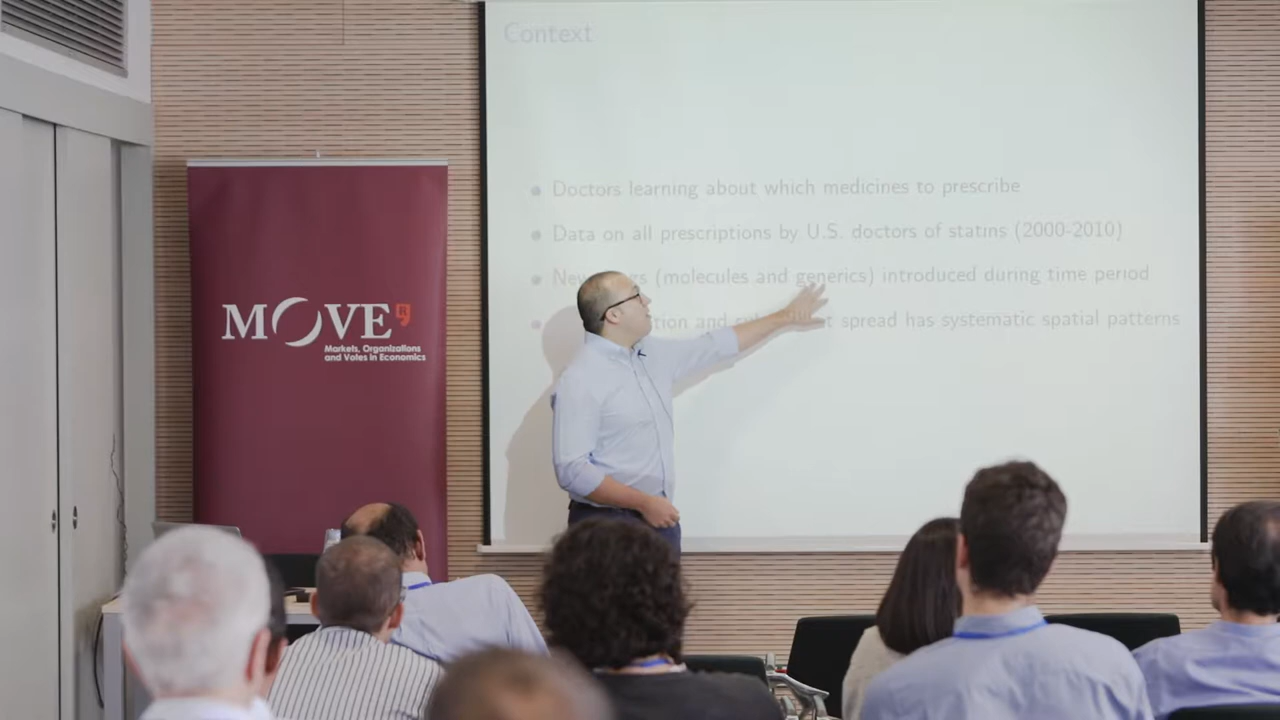 Context
Doctors learning about which medicines to prescribe
Data on all prescriptions by U.S. doctors of statins (2000-2010)
(molecules and generics) introduced during time period
and spread has systematic spatial patterns
MOVE
Markets, Organizations
and Votes in Economics